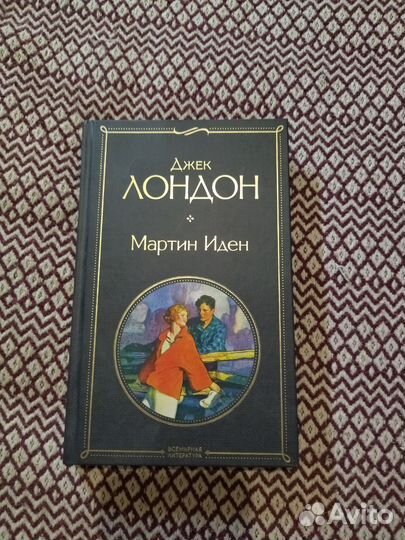 Джек
ЛОНДОН
Мартин Иден
ВСЕМИРНАЯ
ЛИТЕРАТУРА
Avito